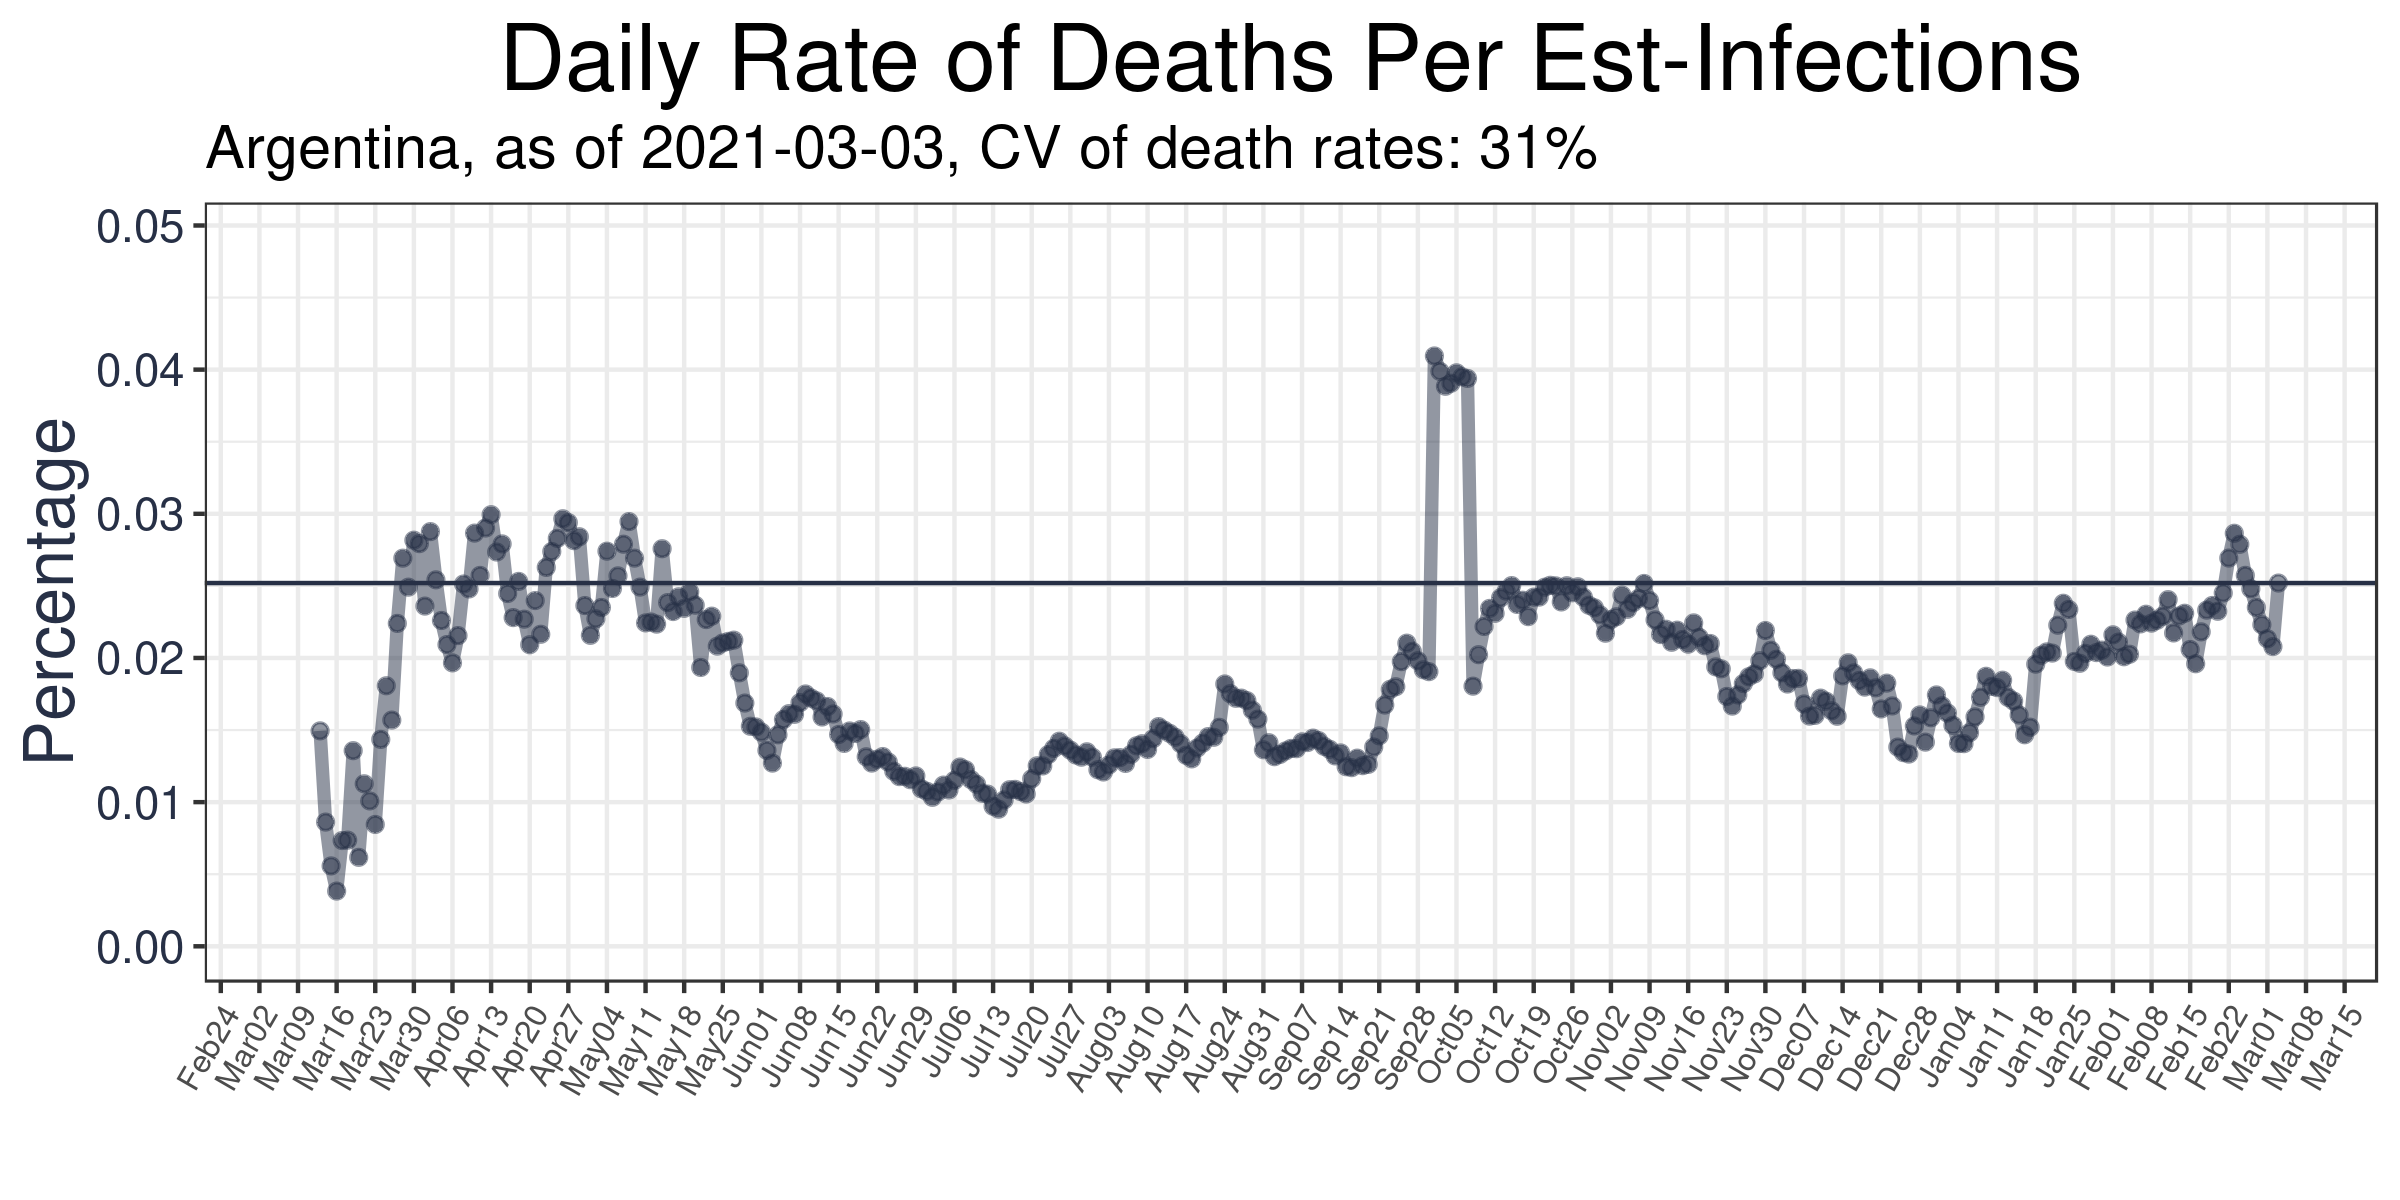 Daily Rate of Deaths Per Est-Infections
Argentina, as of 2021-03-03, CV of death rates: 31%
Percentage
0.05
0.04
0.03
0.02
0.01
0.00
Feb24
Mar02
Mar09
Mar16
Mar23
Mar30
Apr06
Apr13
Apr20
Apr27
May04
May11
May18
May25
Jun01
Jun08
Jun15
Jun22
Jun29
Jul06
Jul13
Jul20
Jul27
Aug03
Aug10
Aug17
Aug24
Aug31
Sep07
Sep14
Sep21
Sep28
Oct05
Oct12
Oct19
Oct26
Nov02
Nov09
Nov16
Nov23
Nov30
Dec07
Dec14
Dec21
Dec28
Jan04
Jan11
Jan18
Jan25
Feb01
Feb08
Feb15
Feb22
Mar01
Mar08
Mar15